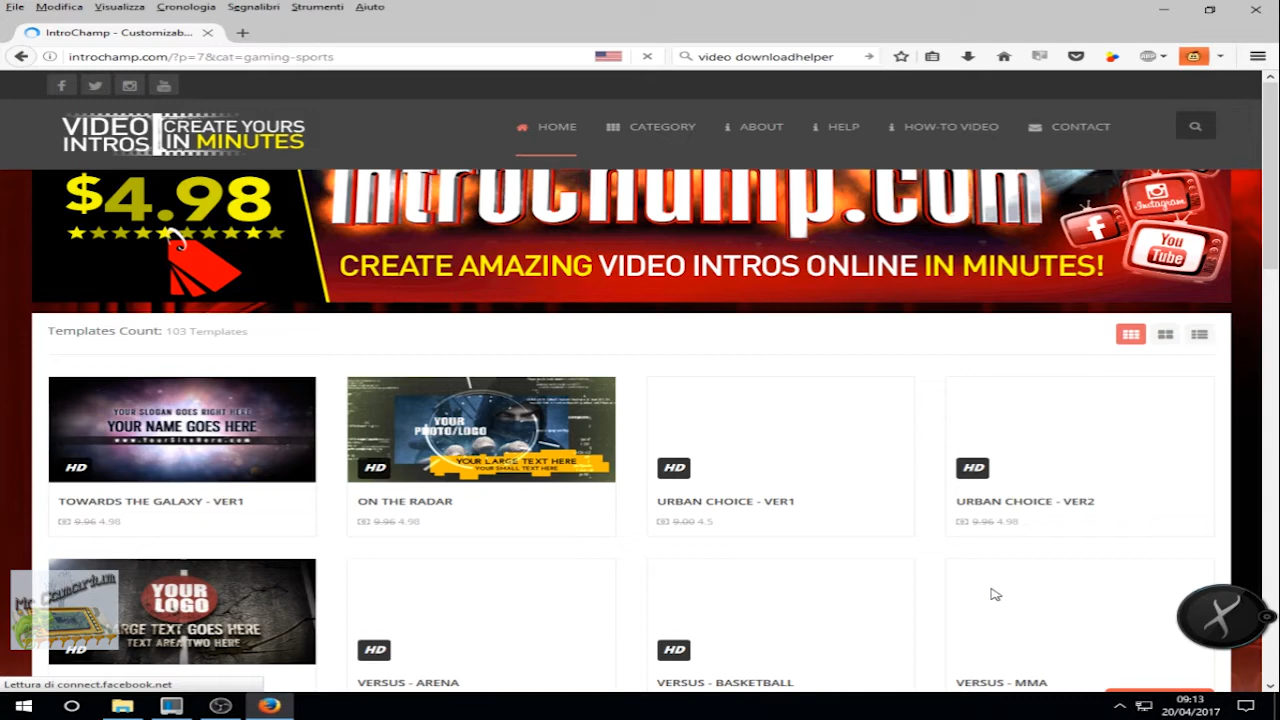 File Modifica Visualizza Cronologia Segnalibri Strumenti Aiuto
IntroChamp - Customizab...
introchamp.com/?p=7&cat=gaming-sports
video downloadhelper
VIDEO INTROS CREATE YOURS IN MINUTES
HOME CATEGORY ABOUT HELP HOW-TO VIDEO CONTACT
$4.98
IntroChamp.com
Instagram
You Tube
CREATE AMAZING VIDEO INTROS ONLINE IN MINUTES!
Templates Count: 103 Templates
YOUR SLOGAN GOES RIGHT HERE
YOUR NAME GOES HERE
www.YourSiteHere.com
HD
YOUR PHOTO/LOGO
YOUR LARGE TEXT HERE
YOUR SMALL TEXT HERE
HD
HD
HD
TOWARDS THE GALAXY - VER1
9.96 4.98
ON THE RADAR
9.96 4.98
URBAN CHOICE - VER1
9.00 4.5
URBAN CHOICE - VER2
9.96 4.98
YOUR LOGO
LARGE TEXT GOES HERE
TEXT AREA TWO HERE
HD
HD
HD
VERSUS - ARENA
VERSUS - BASKETBALL
VERSUS - MMA
Lettura di connect.facebook.net
09:13
20/04/2017